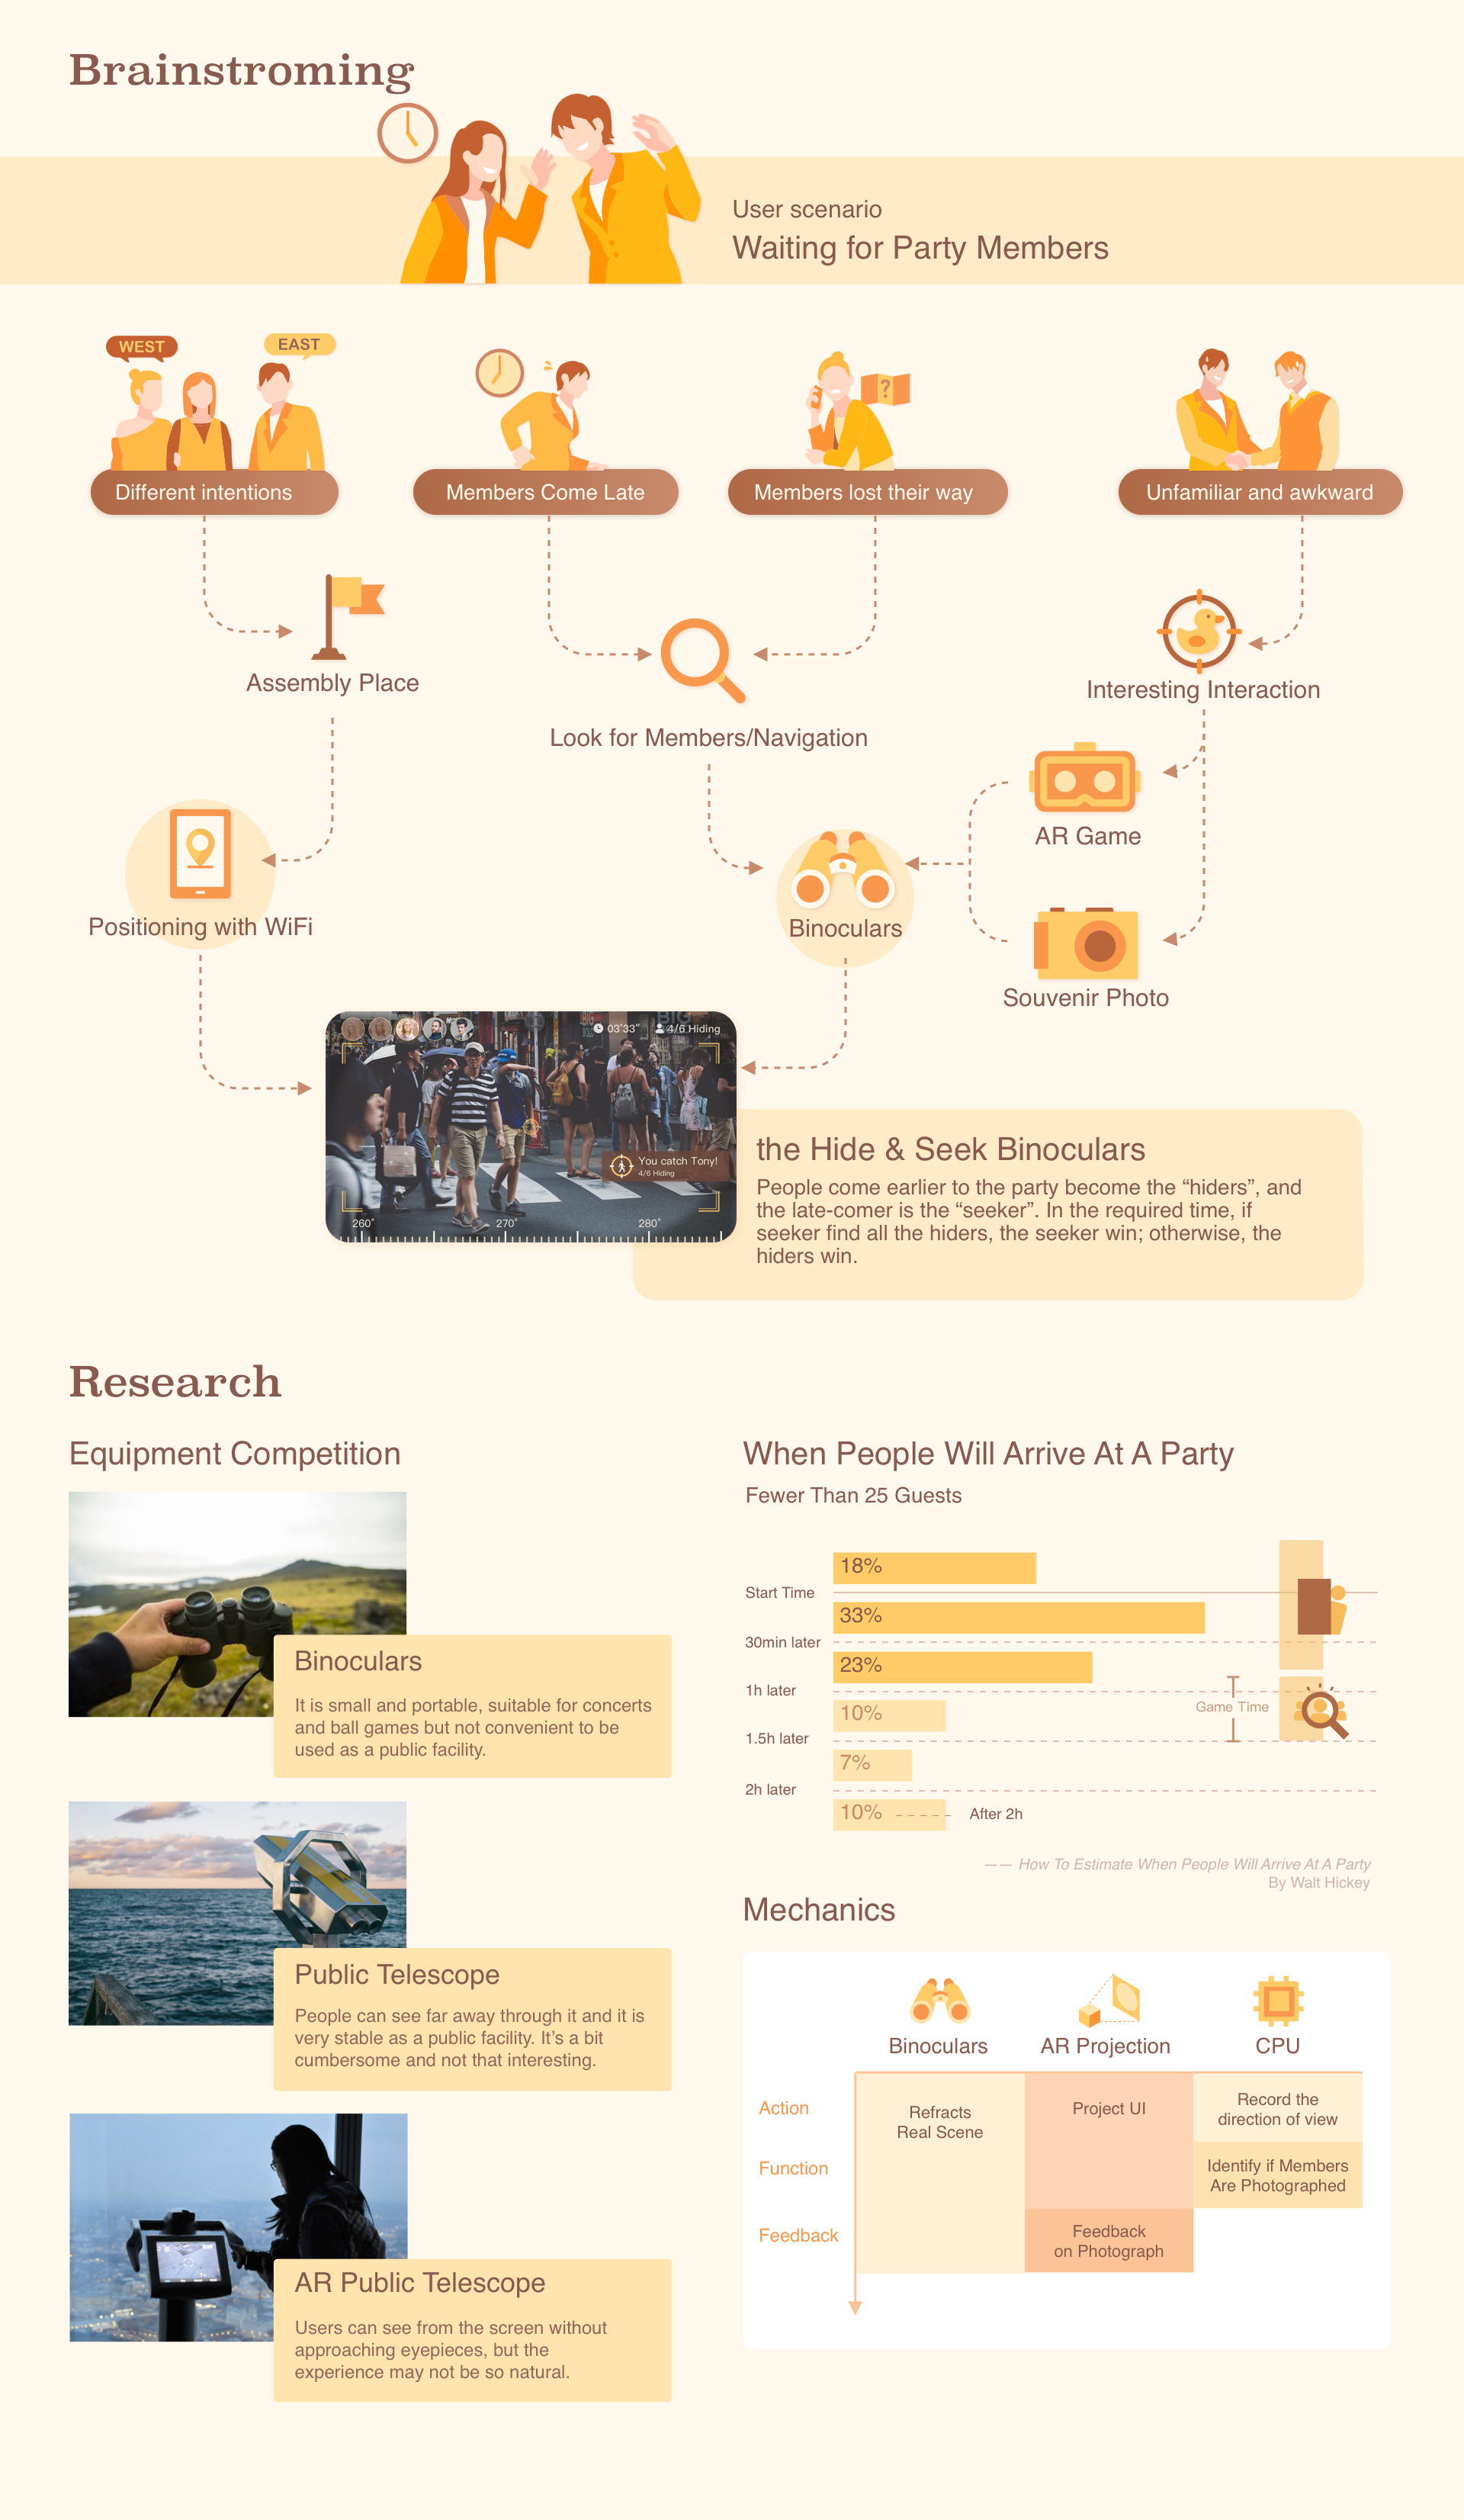 Brainstroming
User scenario
Waiting for Party Members
WEST
EAST
?
Different intentions
Members Come Late
Members lost their way
Unfamiliar and awkward
Assembly Place
Look for Members/Navigation
Interesting Interaction
AR Game
Positioning with WiFi
Binoculars
Souvenir Photo
03'33”
4/6 Hiding
You catch Tony!
4/6 Hiding
260°
270°
280°
the Hide & Seek Binoculars
People come earlier to the party become the “hiders”, and
the late-comer is the “seeker”. In the required time, if
seeker find all the hiders, the seeker win; otherwise, the
hiders win.
Research
Equipment Competition
Binoculars
It is small and portable, suitable for concerts
and ball games but not convenient to be
used as a public facility.
Public Telescope
People can see far away through it and it is
very stable as a public facility. It’s a bit
cumbersome and not that interesting.
AR Public Telescope
Users can see from the screen without
approaching eyepieces, but the
experience may not be so natural.
When People Will Arrive At A Party
Fewer Than 25 Guests
18%
Start Time
33%
30min later
23%
1h later
Game Time
10%
1.5h later
7%
2h later
10%
After 2h
—— How To Estimate When People Will Arrive At A Party
By Walt Hickey
Mechanics
Binoculars
AR Projection
CPU
Action
Refracts
Real Scene
Project UI
Record the
direction of view
Function
Identify if Members
Are Photographed
Feedback
Feedback
on Photograph